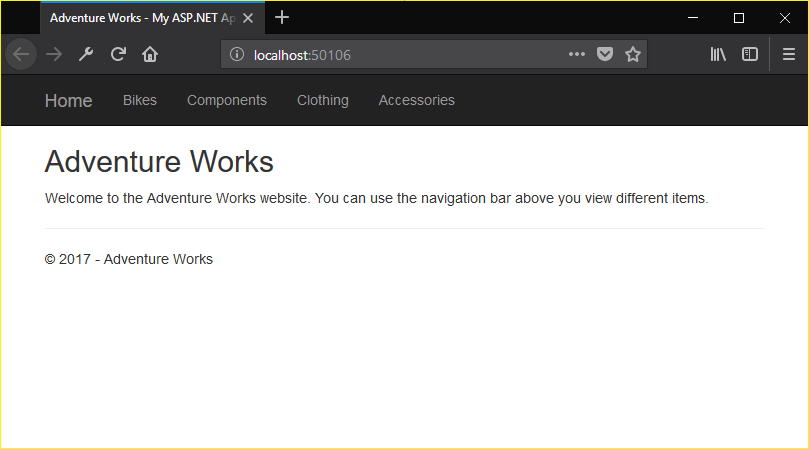 Adventure Works - My ASP.NET Ap
localhost:50106
Home Bikes Components Clothing Accessories
Adventure Works
Welcome to the Adventure Works website. You can use the navigation bar above you view different items.
© 2017 - Adventure Works